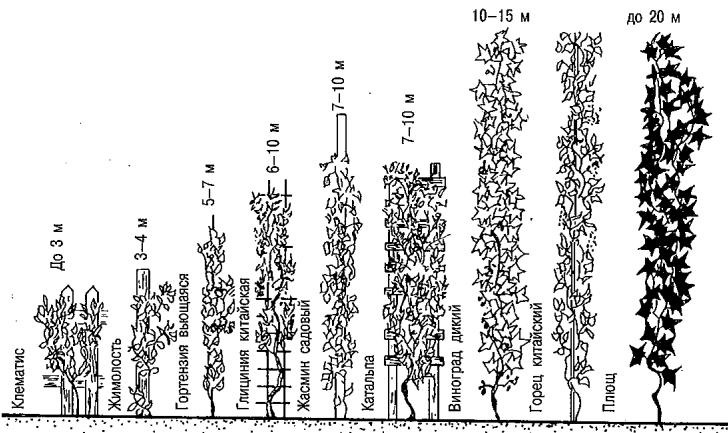 Клематис
До 3 м
Жимолость
3–4 м
Гортензия вьющаяся
5–7 м
Глициния китайская
6–10 м
Жасмин садовый
7–10 м
Катальпа
7–10 м
Виноград дикий
10–15 м
Горец китайский
Плющ
до 20 м